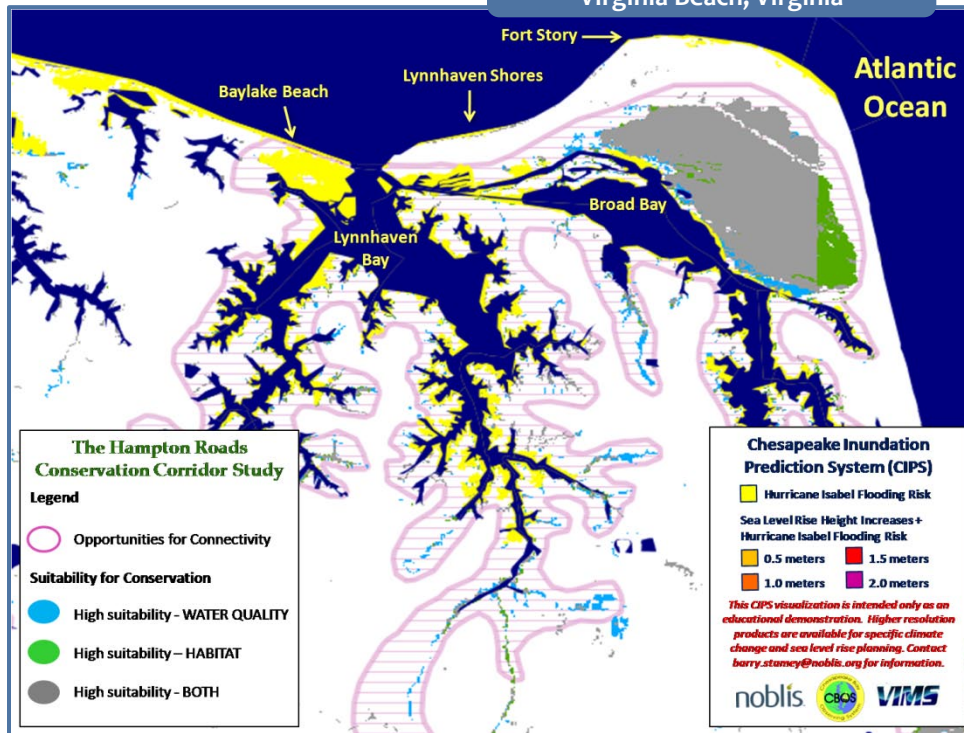 Virginia Beach, Virginia
Fort Story
Lynnhaven Shores
Baylake Beach
Atlantic
Ocean
Broad Bay
Lynnhaven
Bay
The Hampton Roads
Conservation Corridor Study
Legend
Opportunities for Connectivity
Suitability for Conservation
High suitability - WATER QUALITY
High suitability – HABITAT
High suitability - BOTH
Chesapeake Inundation
Prediction System (CIPS)
Hurricane Isabel Flooding Risk
Sea Level Rise Height Increases +
Hurricane Isabel Flooding Risk
0.5 meters 1.5 meters
1.0 meters 2.0 meters
This CIPS visualization is intended only as an
educational demonstration. Higher resolution
products are available for specific climate
change and sea level rise planning. Contact
barry.stamey@noblis.org for information.
noblis CBOS VIMS